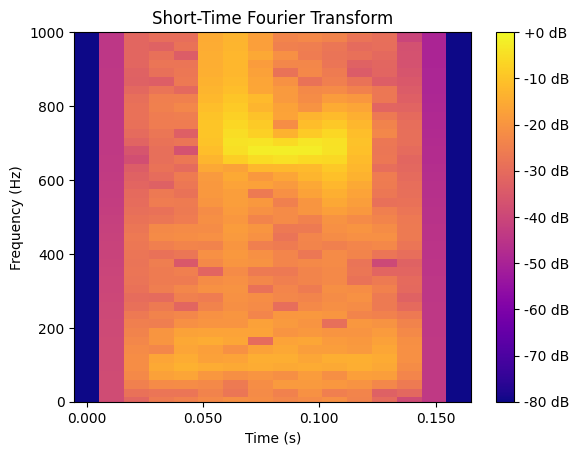 Short-Time Fourier Transform
1000
800
600
400
200
0
Frequency (Hz)
0.000
0.050
0.100
0.150
Time (s)
+0 dB
-10 dB
-20 dB
-30 dB
-40 dB
-50 dB
-60 dB
-70 dB
-80 dB